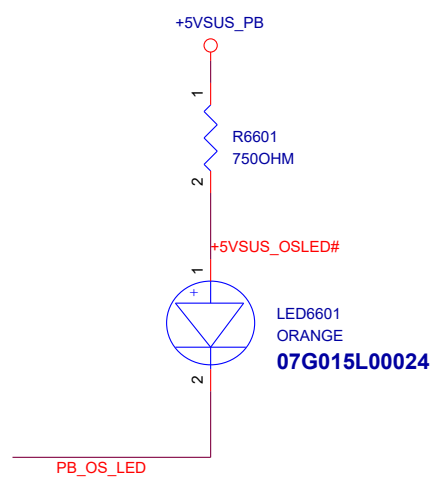 +5VSUS_PB
1
R6601
750OHM
2
+5VSUS_OSLED#
1
+
LED6601
ORANGE
07G015L00024
2
PB_OS_LED